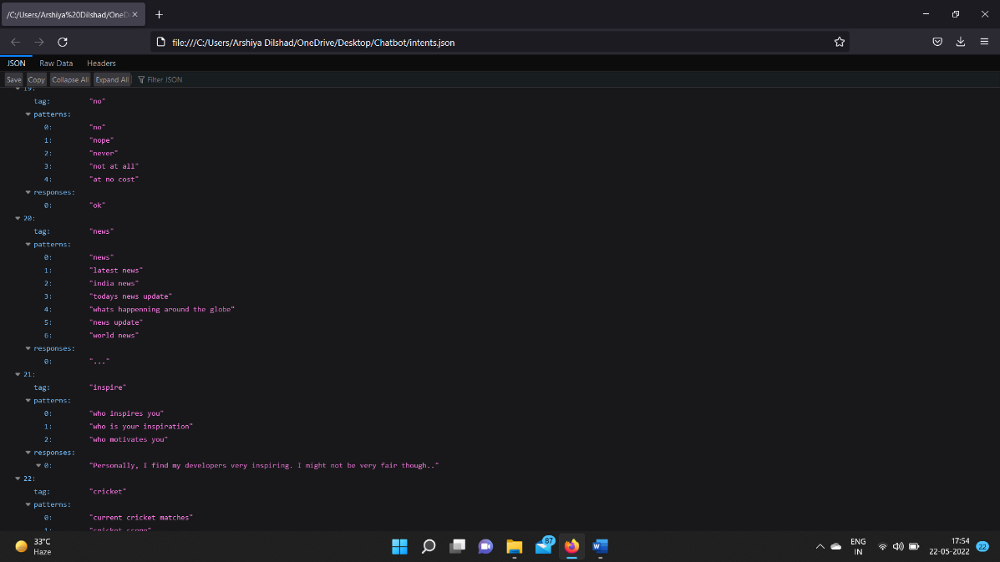 /C:/Users/Arshiya%20Dilshad/OneD
file:///C:/Users/Arshiya Dilshad/OneDrive/Desktop/Chatbot/intents.json
JSON Raw Data Headers
Save Copy Collapse All Expand All Filter JSON
19:
tag: "no"
patterns:
0: "no"
1: "nope"
2: "never"
3: "not at all"
4: "at no cost"
responses:
0: "ok"
20:
tag: "news"
patterns:
0: "news"
1: "latest news"
2: "india news"
3: "todays news update"
4: "whats happenning around the globe"
5: "news update"
6: "world news"
responses:
0: "..."
21:
tag: "inspire"
patterns:
0: "who inspires you"
1: "who is your inspiration"
2: "who motivates you"
responses:
0: "Personally, I find my developers very inspiring. I might not be very fair though.."
22:
tag: "cricket"
patterns:
0: "current cricket matches"
1: "cricket score"
33°C
Haze
87
W
ENG
IN
17:54
22-05-2022
22